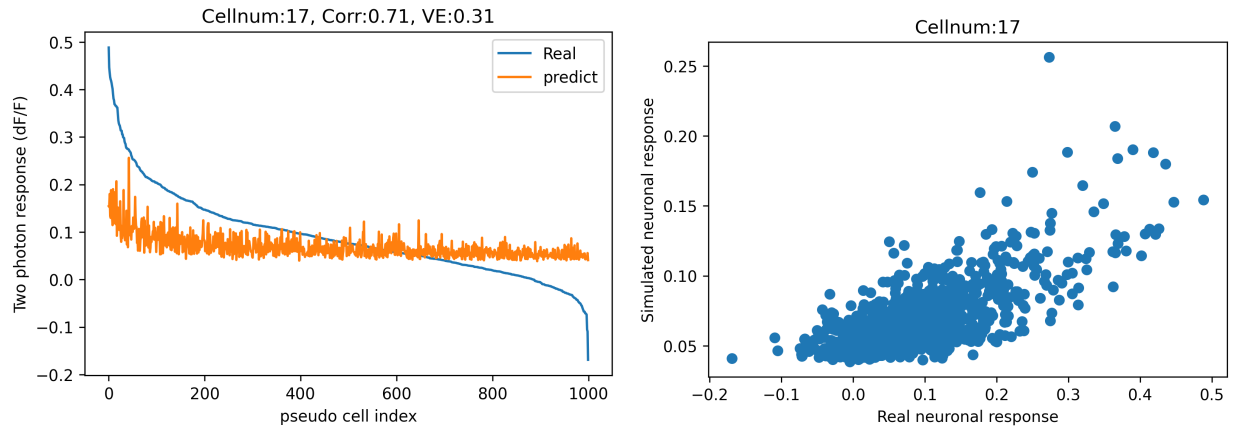 Cellnum:17, Corr:0.71, VE:0.31
Two photon response (dF/F)
0.5
0.4
0.3
0.2
0.1
0.0
−0.1
−0.2
Real
predict
0 200 400 600 800 1000
pseudo cell index
Cellnum:17
Simulated neuronal response
0.25
0.20
0.15
0.10
0.05
−0.2 −0.1 0.0 0.1 0.2 0.3 0.4 0.5
Real neuronal response